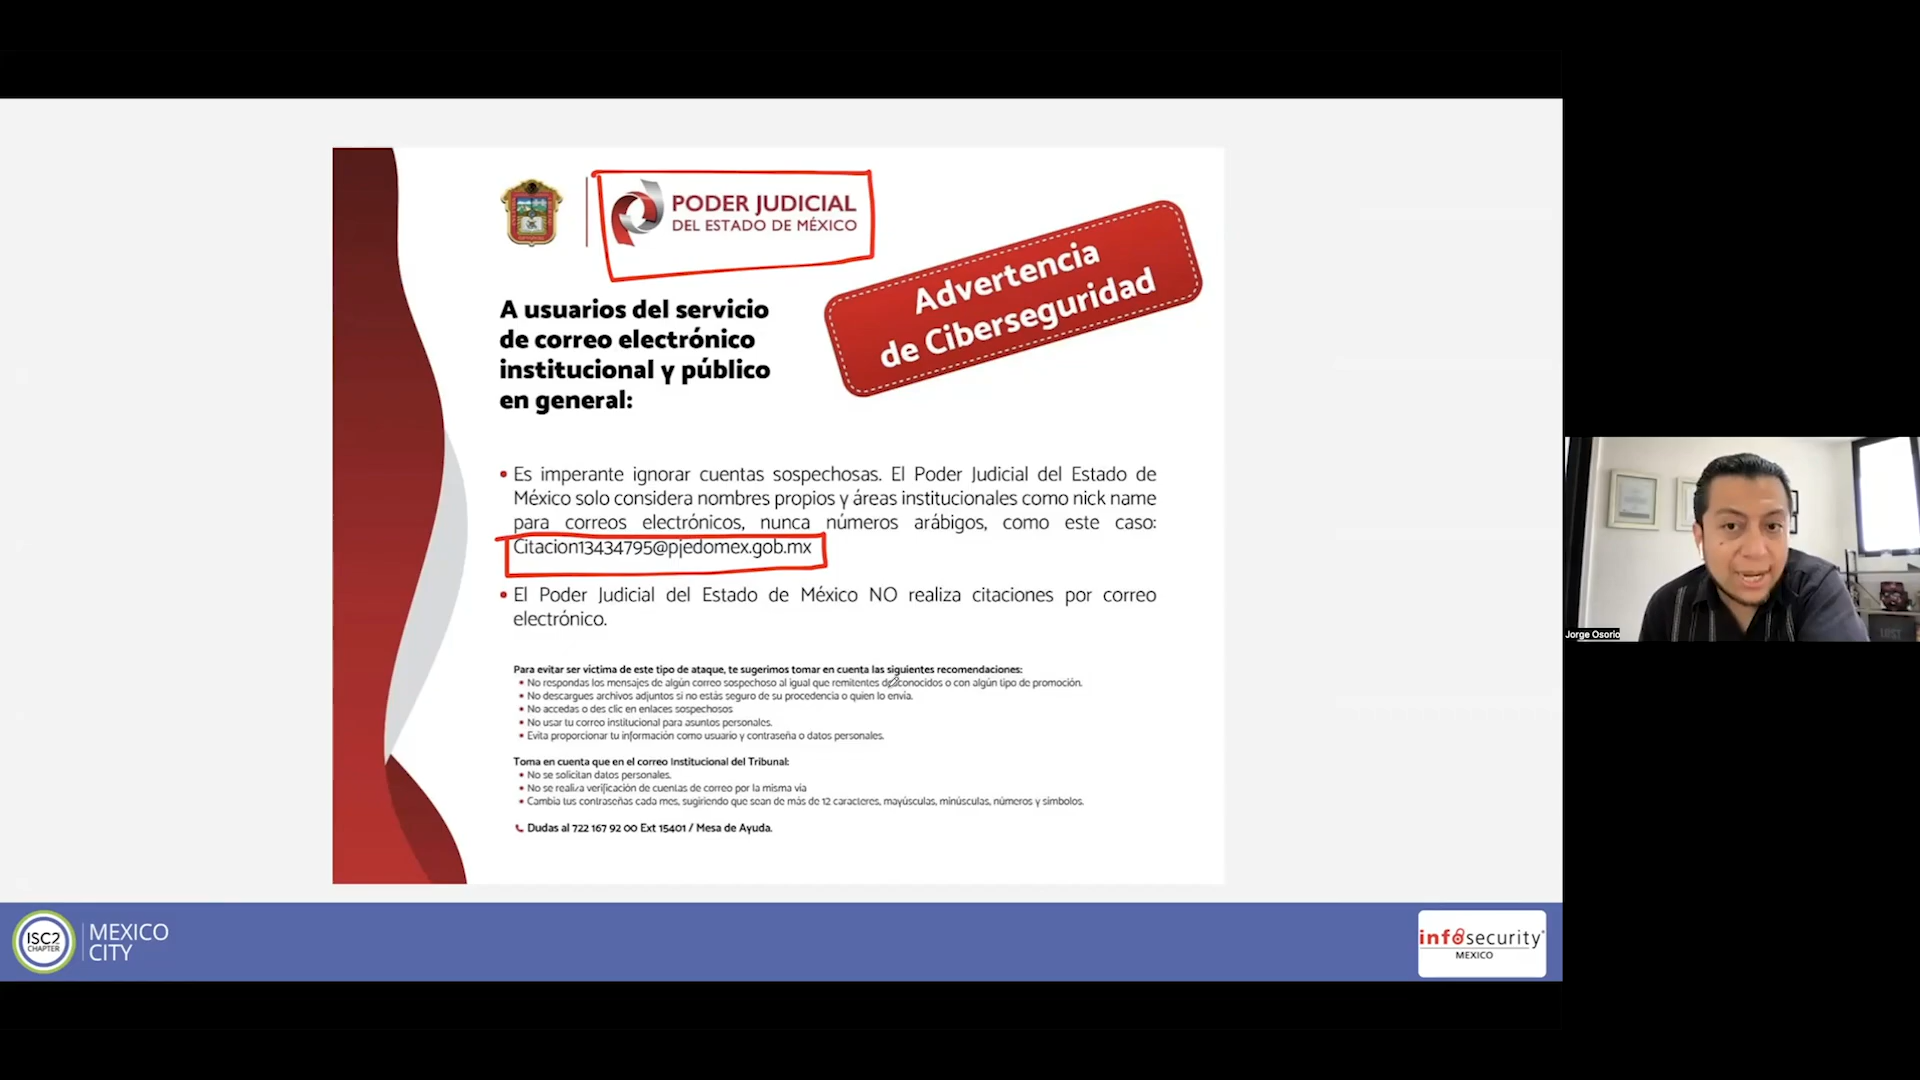 PODER JUDICIAL
DEL ESTADO DE MÉXICO
Advertencia
de Ciberseguridad
A usuarios del servicio
de correo electrónico
institucional y público
en general:
• Es imperante ignorar cuentas sospechosas. El Poder Judicial del Estado de
México solo considera nombres propios y áreas institucionales como nick name
para correos electrónicos, nunca números arábigos, como este caso:
Citacion13434795@pjedomex.gob.mx
• El Poder Judicial del Estado de México NO realiza citaciones por correo
electrónico.
Para evitar ser victima de este tipo de ataque, te sugerimos tomar en cuenta las siguientes recomendaciones:
• No respondas los mensajes de algún correo sospechoso al igual que remitentes desconocidos o con algún tipo de promoción.
• No descargues archivos adjuntos si no estás seguro de su procedencia o quien lo envía.
• No accedas o des clic en enlaces sospechosos
• No usar tu correo institucional para asuntos personales.
• Evita proporcionar tu información como usuario y contraseña o datos personales.
Toma en cuenta que en el correo Institucional del Tribunal:
• No se solicitan datos personales.
• No se realiza verificación de cuentas de correo por la misma vía
• Cambia tus contraseñas cada mes, sugiriendo que sean de más de 12 caracteres, mayúsculas, minúsculas, números y símbolos.
Dudas al 722 167 92 00 Ext 15401 / Mesa de Ayuda.
Jorge Osorio
ISC2
CHAPTER
MEXICO
CITY
infosecurity
MEXICO